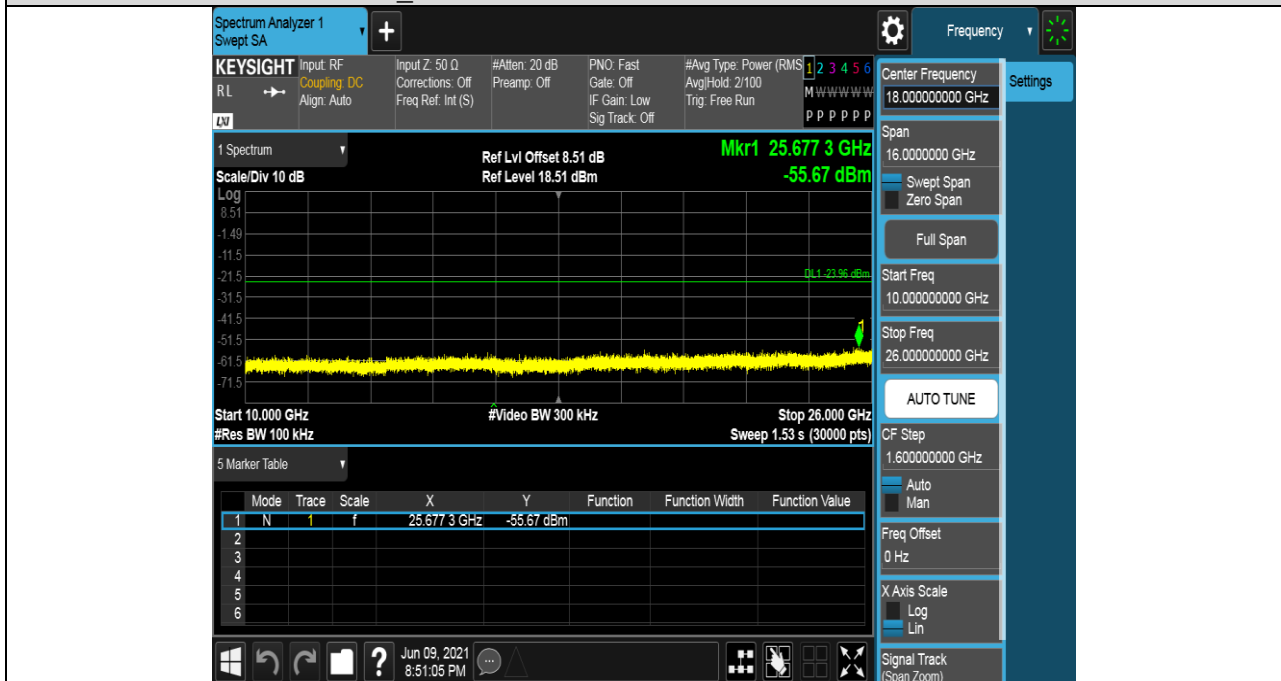 Spectrum Analyzer 1
Swept SA
+
Frequency
KEYSIGHT
RL
LXI
Input: RF
Coupling: DC
Align: Auto
Input Z: 50 Ω
Corrections: Off
Freq Ref: Int (S)
#Atten: 20 dB
Preamp: Off
PNO: Fast
Gate: Off
IF Gain: Low
Sig Track: Off
#Avg Type: Power (RMS
Avg|Hold: 2/100
Trig: Free Run
1 2 3 4 5 6
M W W W W W
P P P P P P
1 Spectrum
Scale/Div 10 dB
Ref Lvl Offset 8.51 dB
Ref Level 18.51 dBm
Mkr1 25.677 3 GHz
-55.67 dBm
Log
8.51
-1.49
-11.5
-21.5
-31.5
-41.5
-51.5
-61.5
-71.5
DL1 -23.96 dBm
1
Start 10.000 GHz
#Res BW 100 kHz
#Video BW 300 kHz
Stop 26.000 GHz
Sweep 1.53 s (30000 pts)
5 Marker Table
Mode Trace Scale X Y Function Function Width Function Value
1 N 1 f 25.677 3 GHz -55.67 dBm
2
3
4
5
6
?
Jun 09, 2021
8:51:05 PM
Center Frequency
18.000000000 GHz
Span
16.0000000 GHz
Swept Span
Zero Span
Full Span
Start Freq
10.000000000 GHz
Stop Freq
26.000000000 GHz
AUTO TUNE
CF Step
1.600000000 GHz
Auto
Man
Freq Offset
0 Hz
X Axis Scale
Log
Lin
Signal Track
(Span Zoom)
Settings